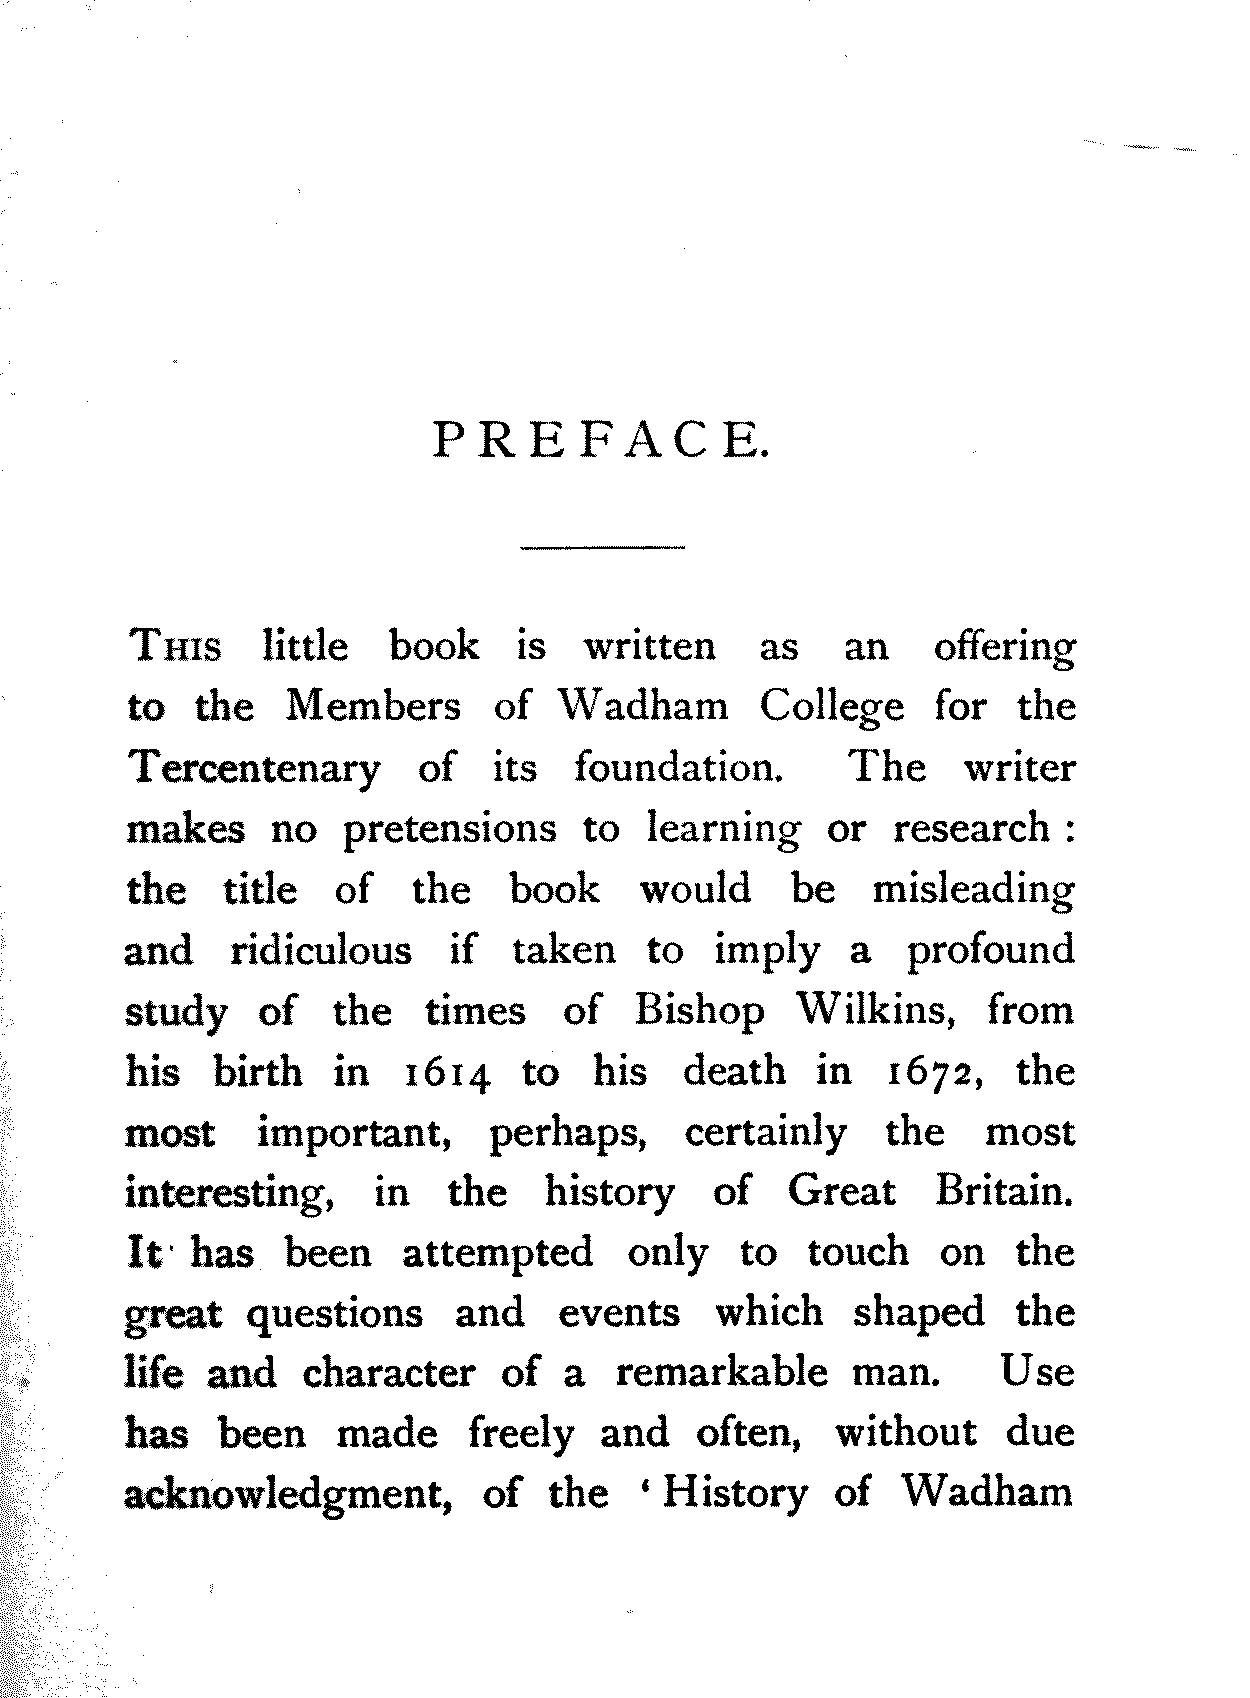 PREFACE.
THIS little book is written as an offering
to the Members of Wadham College for the
Tercentenary of its foundation. The writer
makes no pretensions to learning or research :
the title of the book would be misleading
and ridiculous if taken to imply a profound
study of the times of Bishop Wilkins, from
his birth in 1614 to his death in 1672, the
most important, perhaps, certainly the most
interesting, in the history of Great Britain.
It has been attempted only to touch on the
great questions and events which shaped the
life and character of a remarkable man. Use
has been made freely and often, without due
acknowledgment, of the ‘ History of Wadham